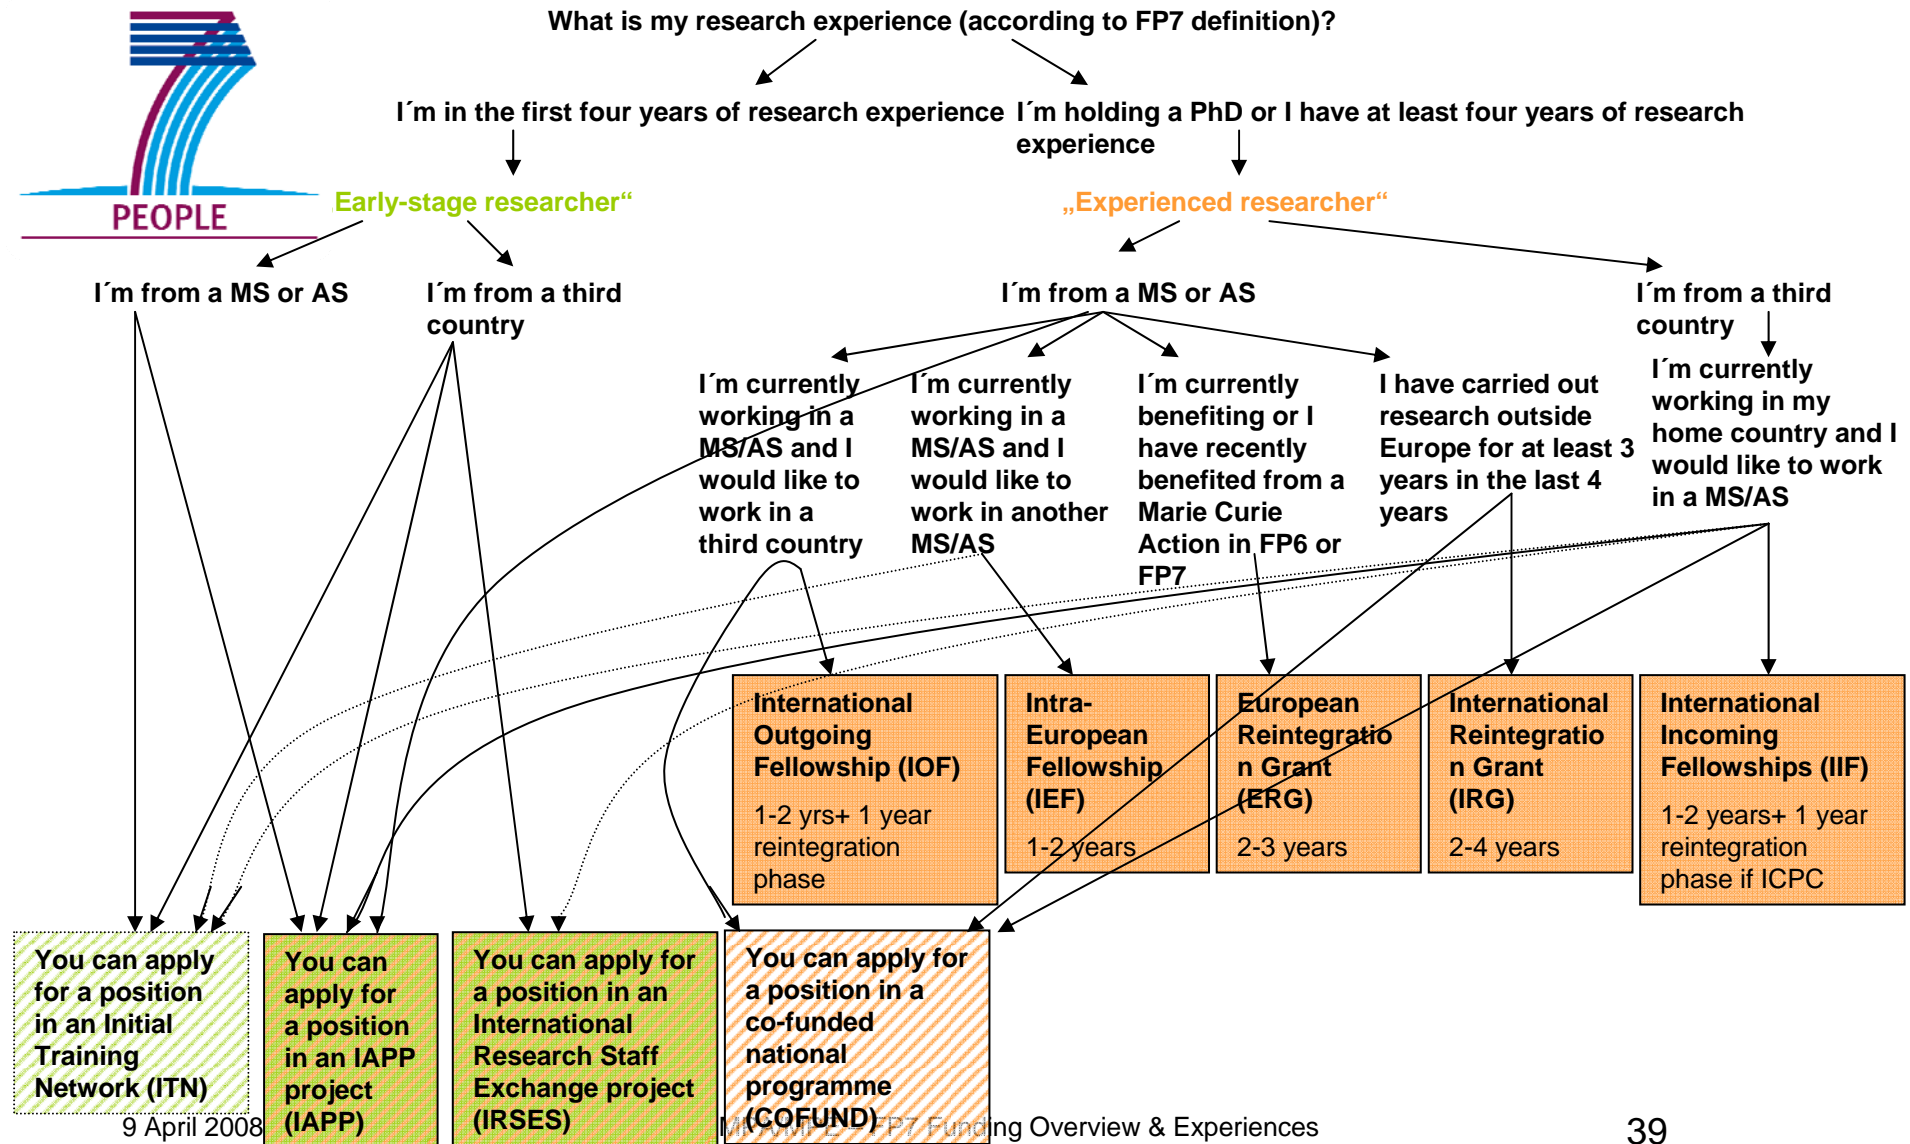 What is my research experience (according to FP7 definition)?
I´m in the first four years of research experience
I´m holding a PhD or I have at least four years of research
experience
PEOPLE
Early-stage researcher“
„Experienced researcher“
I´m from a MS or AS
I´m from a third
country
I´m from a MS or AS
I´m from a third
country
I´m currently
working in a
MS/AS and I
would like to
work in a
third country
I´m currently
working in a
MS/AS and I
would like to
work in another
MS/AS
I´m currently
benefiting or I
have recently
benefited from a
Marie Curie
Action in FP6 or
FP7
I have carried out
research outside
Europe for at least 3
years in the last 4
years
I´m currently
working in my
home country and I
would like to work
in a MS/AS
International
Outgoing
Fellowship (IOF)
1-2 yrs+ 1 year
reintegration
phase
Intra-
European
Fellowship
(IEF)
1-2 years
European
Reintegratio
n Grant
(ERG)
2-3 years
International
Reintegratio
n Grant
(IRG)
2-4 years
International
Incoming
Fellowships (IIF)
1-2 years+ 1 year
reintegration
phase if ICPC
You can apply
for a position
in an Initial
Training
Network (ITN)
You can
apply for
a position
in an IAPP
project
(IAPP)
You can apply for
a position in an
International
Research Staff
Exchange project
(IRSES)
You can apply for
a position in a
co-funded
national
programme
(COFUND)
9 April 2008
MPA/MPE – FP7 Funding Overview & Experiences
39